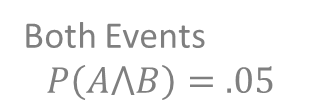 Both Events
P(A⋀B) = .05